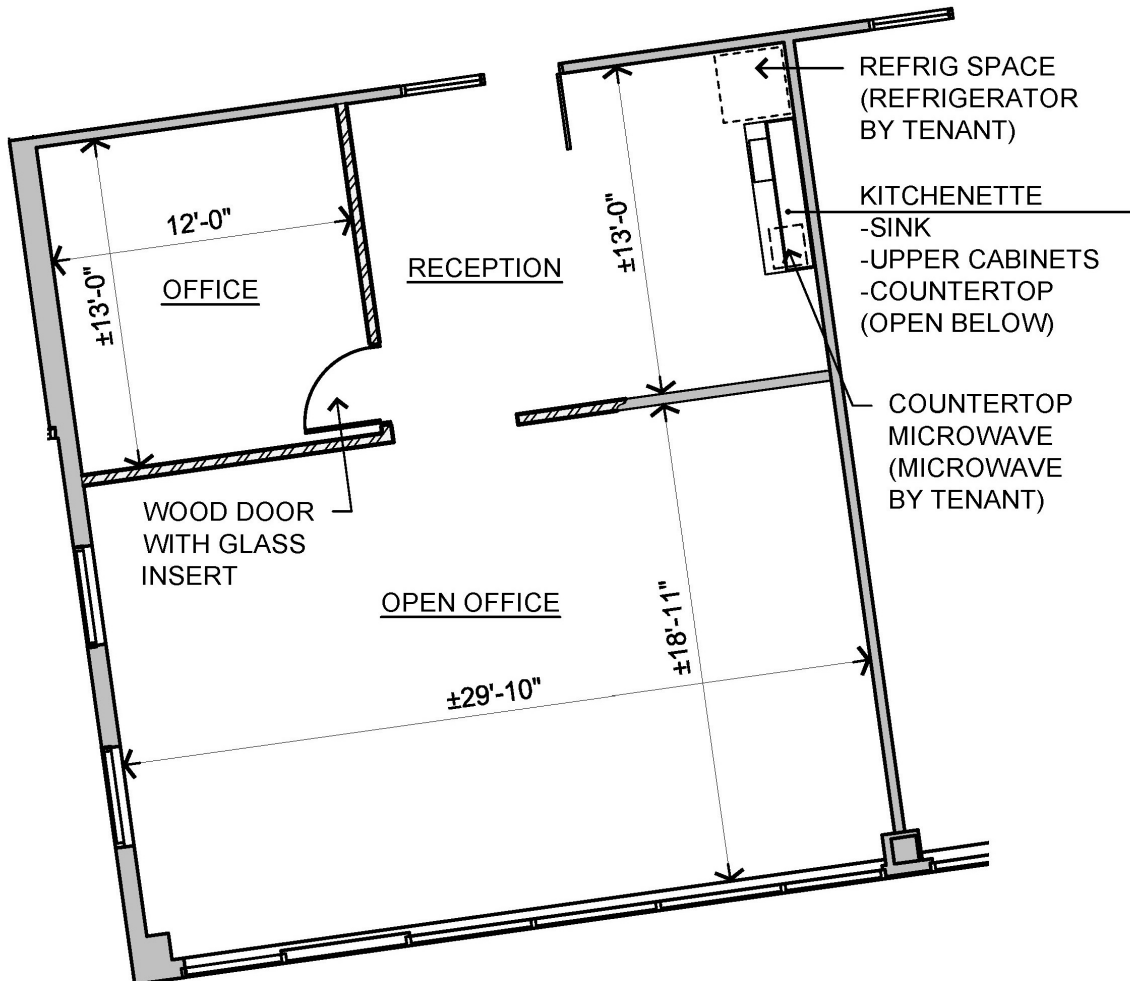 REFRIG SPACE
(REFRIGERATOR
BY TENANT)
KITCHENETTE
-SINK
-UPPER CABINETS
-COUNTERTOP
(OPEN BELOW)
COUNTERTOP
MICROWAVE
(MICROWAVE
BY TENANT)
12'-0"
±13'-0"
OFFICE
RECEPTION
±13'-0"
WOOD DOOR
WITH GLASS
INSERT
OPEN OFFICE
±18'-11"
±29'-10"